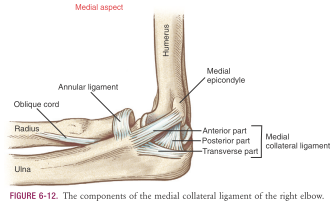 Medial aspect
Humerus
Medial
epicondyle
Annular ligament
Oblique cord
Radius
Anterior part
Posterior part
Transverse part
Medial
collateral ligament
Ulna
FIGURE 6-12. The components of the medial collateral ligament of the right elbow.